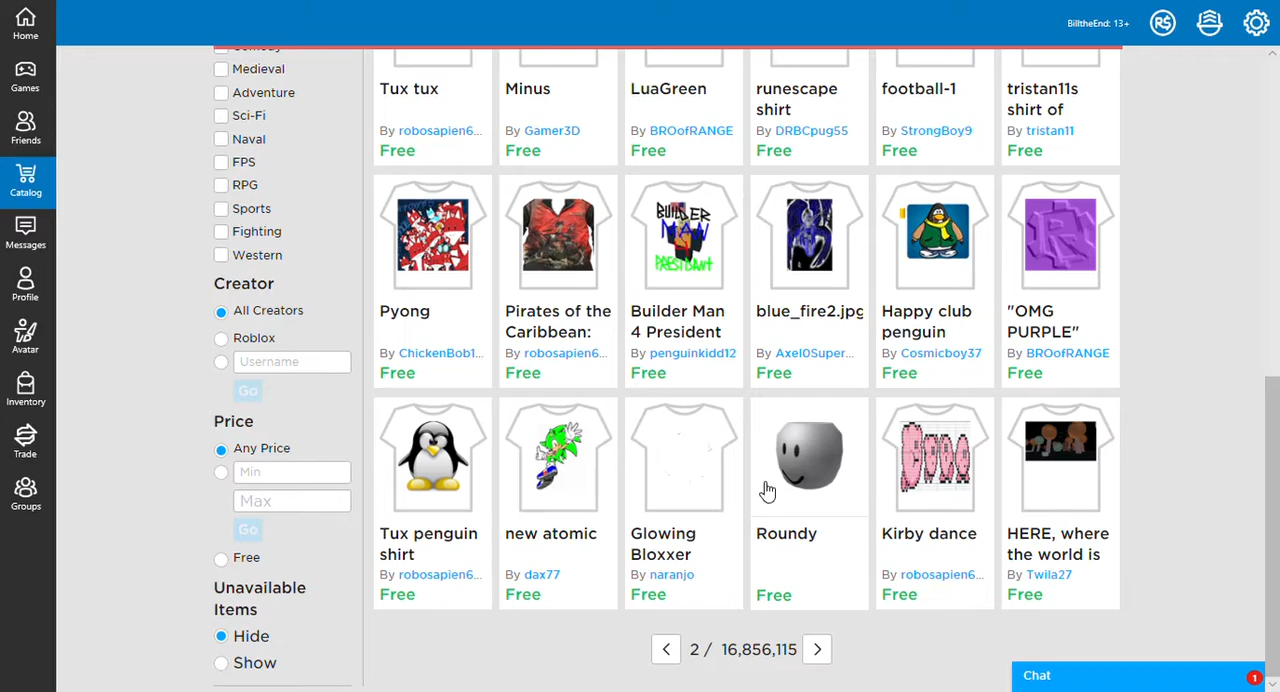 BilltheEnd: 13+
Home
Games
Friends
Catalog
Messages
Profile
Avatar
Inventory
Trade
Groups
Medieval
Adventure
Sci-Fi
Naval
FPS
RPG
Sports
Fighting
Western
Creator
All Creators
Roblox
Username
Go
Price
Any Price
Min
Max
Go
Free
Unavailable
Items
Hide
Show
Tux tux
By robosapien6...
Free
Minus
By Gamer3D
Free
LuaGreen
By BROofRANGE
Free
runescape
shirt
By DRBCpug55
Free
football-1
By StrongBoy9
Free
tristan11s
shirt of
By tristan11
Free
Pyong
By ChickenBob1...
Free
Pirates of the
Caribbean:
By robosapien6...
Free
BUILDER
MAN
4
PRESIDANT
Builder Man
4 President
By penguinkidd12
Free
blue_fire2.jpg
By Axel0Super...
Free
Happy club
penguin
By Cosmicboy37
Free
R
"OMG
PURPLE"
By BROofRANGE
Free
Tux penguin
shirt
By robosapien6...
Free
new atomic
By dax77
Free
Glowing
Bloxxer
By naranjo
Free
Roundy
Free
Kirby dance
By robosapien6...
Free
HERE, where
the world is
By Twila27
Free
2 / 16,856,115
Chat
1